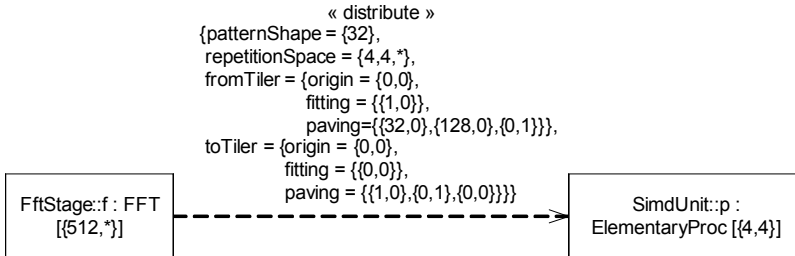 « distribute »
{patternShape = {32},
repetitionSpace = {4,4,*},
fromTiler = {origin = {0,0},
fitting = {{1,0}},
paving={{32,0},{128,0},{0,1}}},
toTiler = {origin = {0,0},
fitting = {{0,0}},
paving = {{1,0},{0,1},{0,0}}}}
FftStage::f : FFT
[{512,*}]
SimdUnit::p :
ElementaryProc [{4,4}]